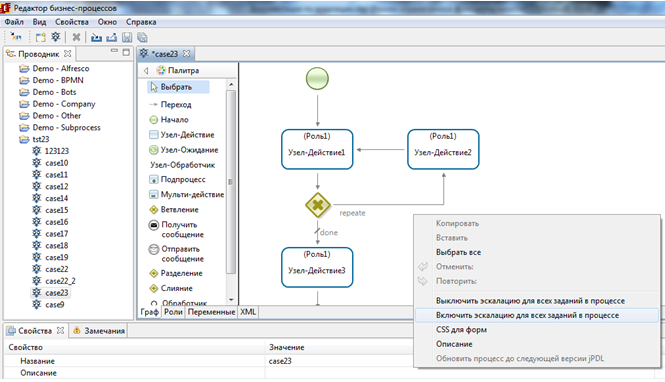 Редактор бизнес-процессов
Файл Вид Свойства Окно Справка
Проводник
Demo - Alfresco
Demo - BPMN
Demo - Bots
Demo - Company
Demo - Other
Demo - Subprocess
tst23
123123
case10
case11
case12
case14
case15
case16
case17
case18
case19
case22
case22_2
case23
case9
*case23
Палитра
Выбрать
Переход
Начало
Узел-Действие
Узел-Ожидание
Узел-Обработчик
Подпроцесс
Мульти-действие
Ветвление
Получить
сообщение
Отправить
сообщение
Разделение
Слияние
Обработчик
(Роль1)
Узел-Действие1
(Роль1)
Узел-Действие2
repeate
done
(Роль1)
Узел-Действие3
Копировать
Вставить
Выбрать все
Отменить:
Повторить:
Выключить эскалацию для всех заданий в процессе
Включить эскалацию для всех заданий в процессе
CSS для форм
Описание
Обновить процесс до следующей версии jPDL
Граф Роли Переменные XML
Свойства Замечания
Свойство Значение
Название case23
Описание